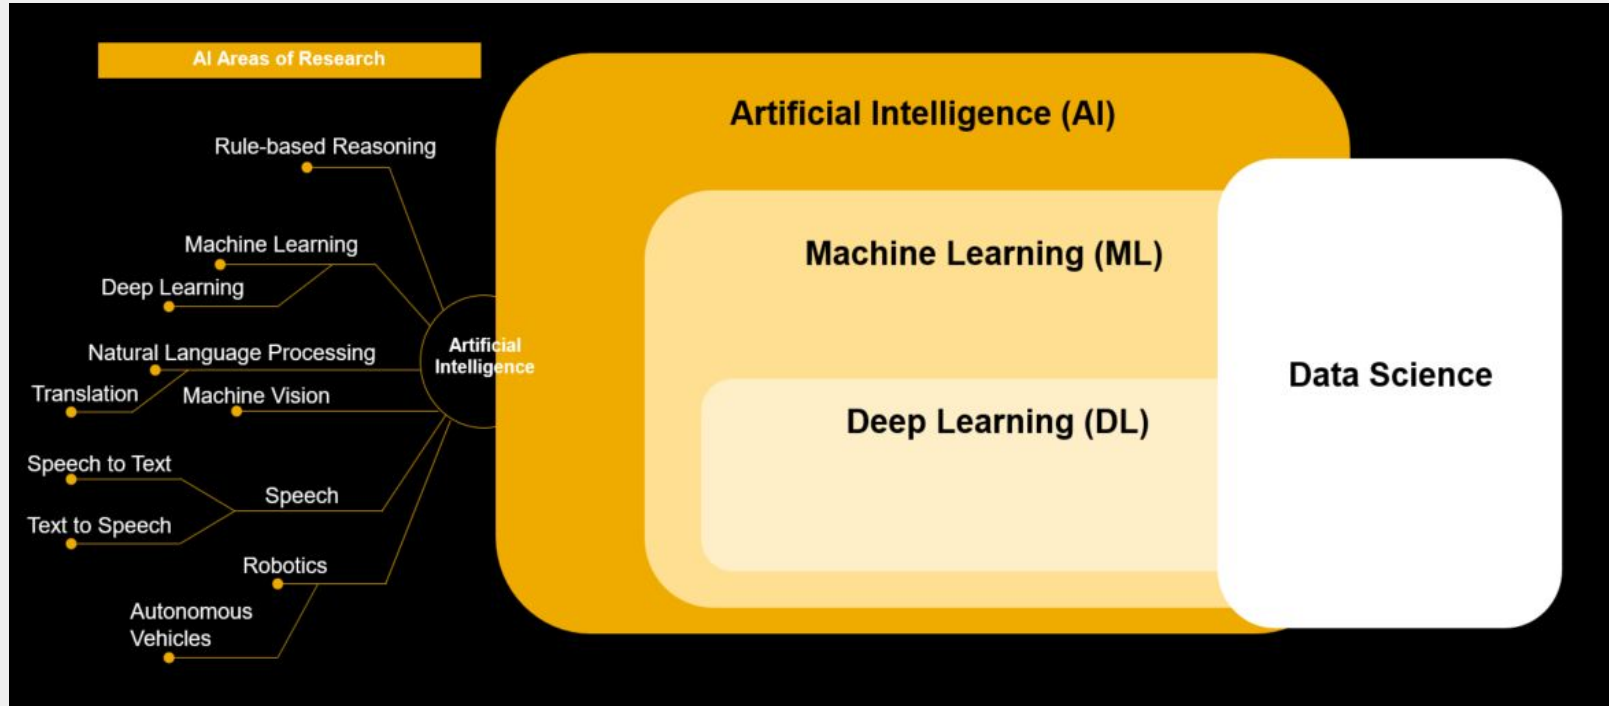 AI Areas of Research
Rule-based Reasoning
Machine Learning
Deep Learning
Natural Language Processing
Translation
Machine Vision
Speech to Text
Speech
Text to Speech
Robotics
Autonomous
Vehicles
Artificial
Intelligence
Artificial Intelligence (AI)
Machine Learning (ML)
Deep Learning (DL)
Data Science